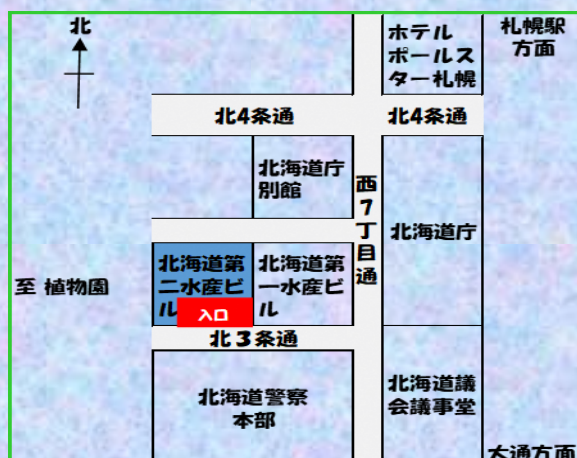 北
ホテル
ポールス
ター札幌
札幌駅
方面
北4条通
北4条通
北海道庁
別館
西7丁目通
北海道庁
至 植物園
北海道第
二水産ビ
ル
入口
北海道第
一水産ビ
ル
北3条通
北海道警察
本部
北海道議
会議事堂
大通方面